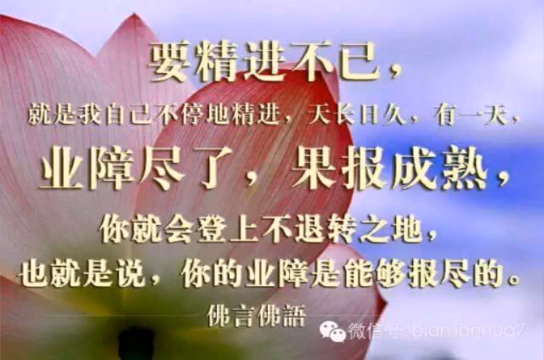 要精进不已，
就是我自己不停地精进，天长日久，有一天，
业障尽了，果报成熟，
你就会登上不退转之地，
也就是说，你的业障是能够报尽的。
佛言佛語
微信号: